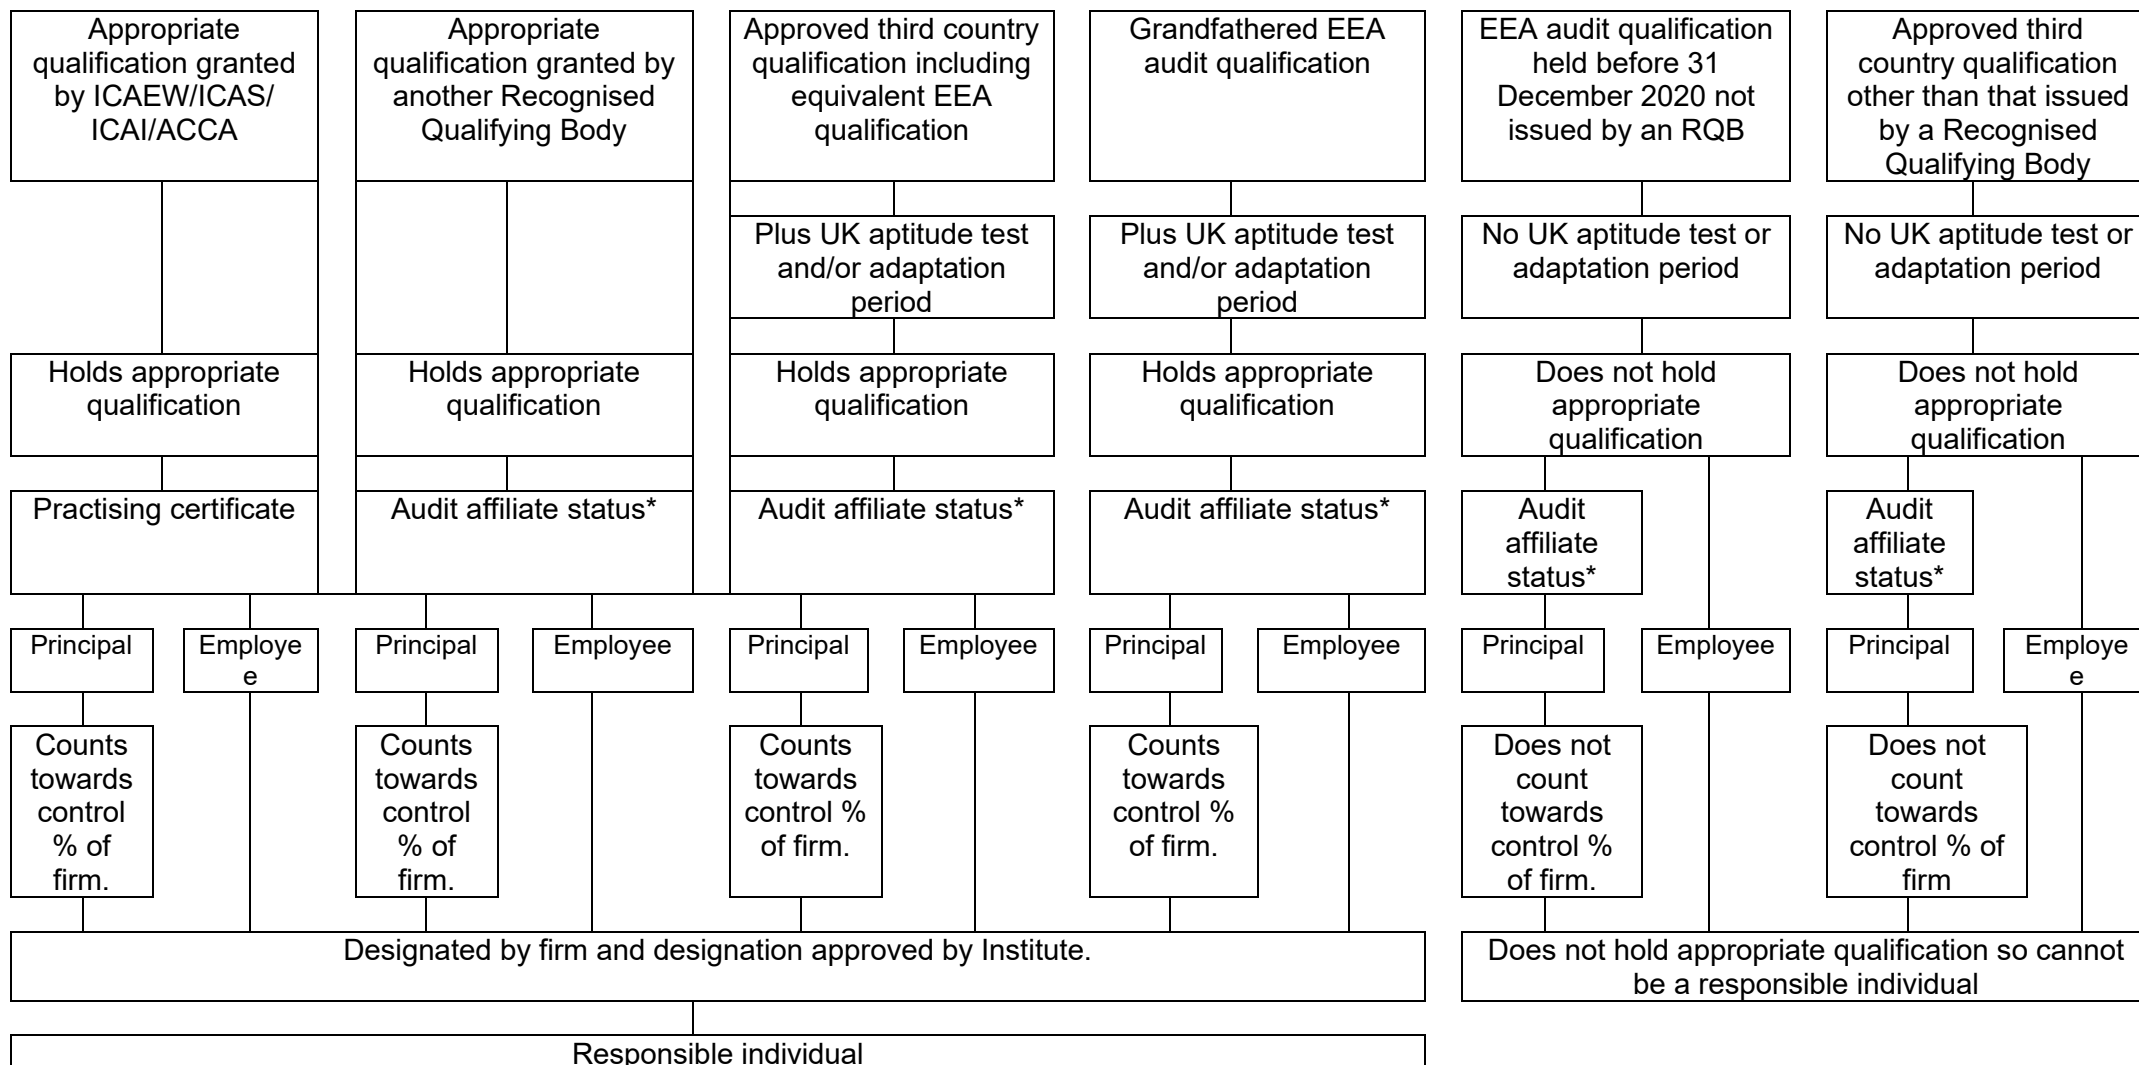 Appropriate
qualification granted
by ICAEW/ICAS/
ICAI/ACCA
Appropriate
qualification granted by
another Recognised
Qualifying Body
Approved third country
qualification including
equivalent EEA
qualification
Grandfathered EEA
audit qualification
EEA audit qualification
held before 31
December 2020 not
issued by an RQB
Approved third
country qualification
other than that issued
by a Recognised
Qualifying Body
Plus UK aptitude test
and/or adaptation
period
Plus UK aptitude test
and/or adaptation
period
No UK aptitude test or
adaptation period
No UK aptitude test or
adaptation period
Holds appropriate
qualification
Holds appropriate
qualification
Holds appropriate
qualification
Holds appropriate
qualification
Does not hold
appropriate
qualification
Does not hold
appropriate
qualification
Practising certificate
Audit affiliate status*
Audit affiliate status*
Audit affiliate status*
Audit
affiliate
status*
Audit
affiliate
status*
Principal
Employe
e
Principal
Employee
Principal
Employee
Principal
Employee
Principal
Employee
Principal
Employe
e
Counts
towards
control
% of
firm.
Counts
towards
control
% of
firm.
Counts
towards
control %
of firm.
Counts
towards
control %
of firm.
Does not
count
towards
control %
of firm.
Does not
count
towards
control % of
firm
Designated by firm and designation approved by Institute.
Does not hold appropriate qualification so cannot
be a responsible individual
Responsible individual